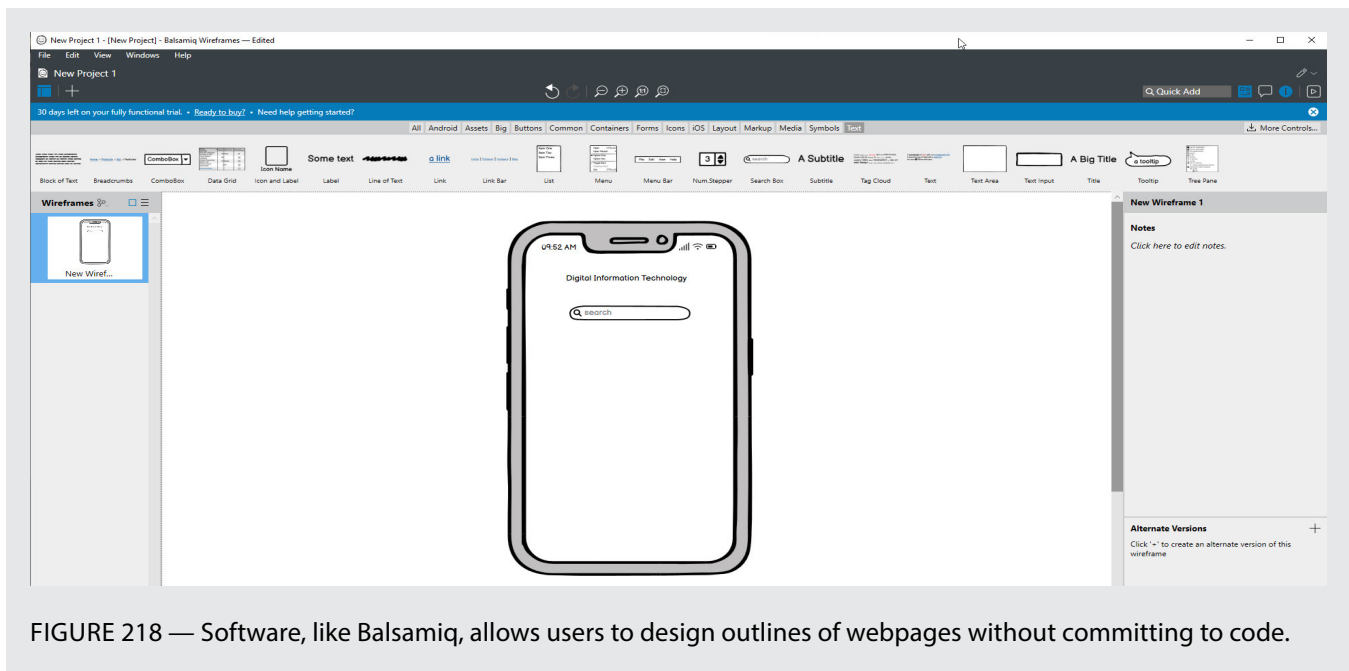 New Project 1 - [New Project] - Balsamiq Wireframes — Edited
File Edit View Windows Help
New Project 1
Quick Add
30 days left on your fully functional trial. • Ready to buy? • Need help getting started?
All Android Assets Big Buttons Common Containers Forms Icons iOS Layout Markup Media Symbols Text
More Controls...
ComboBox
Icon Name
Some text
a link
3
search
A Subtitle
A Big Title
a tooltip
Block of Text Breadcrumbs ComboBox Data Grid Icon and Label Label Line of Text Link Link Bar List Menu Menu Bar Num.Stepper Search Box Subtitle Tag Cloud Text Text Area Text Input Title Tooltip Tree Pane
Wireframes
New Wiref...
09:52 AM
Digital Information Technology
search
New Wireframe 1
Notes
Click here to edit notes.
Alternate Versions
Click '+' to create an alternate version of this
wireframe
FIGURE 218 — Software, like Balsamiq, allows users to design outlines of webpages without committing to code.